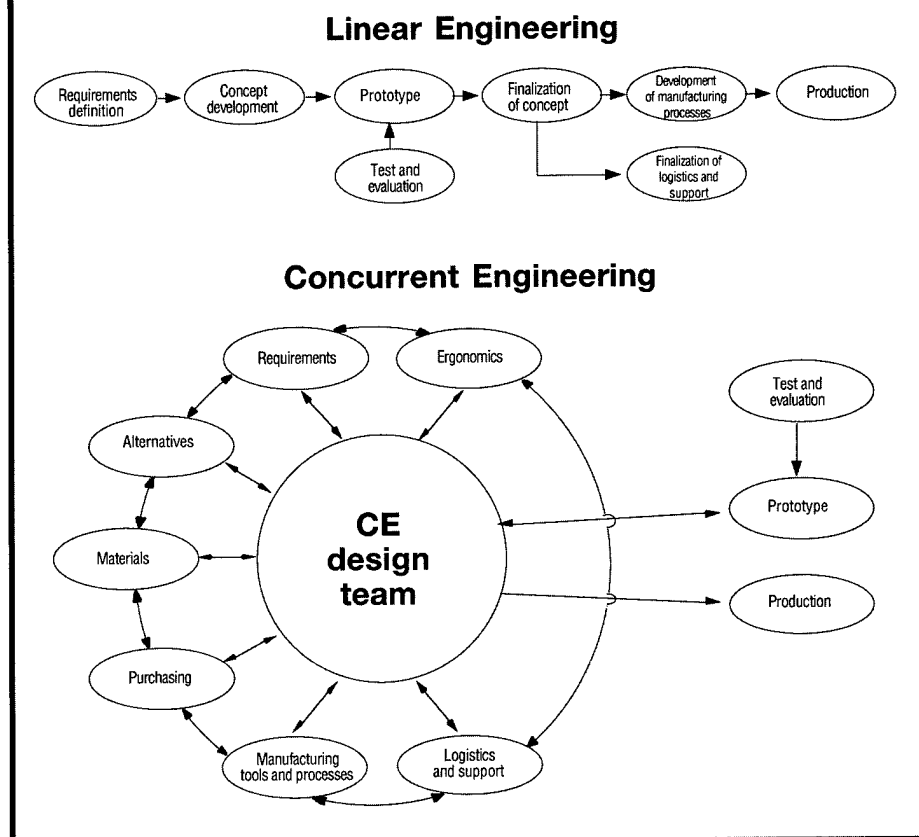 Linear Engineering
Requirements
definition
Concept
development
Prototype
Finalization
of concept
Development
of manufacturing
processes
Production
Test and
evaluation
Finalization of
logistics and
support
Concurrent Engineering
Requirements
Ergonomics
Alternatives
Materials
Purchasing
Manufacturing
tools and processes
Logistics
and support
CE
design
team
Test and
evaluation
Prototype
Production